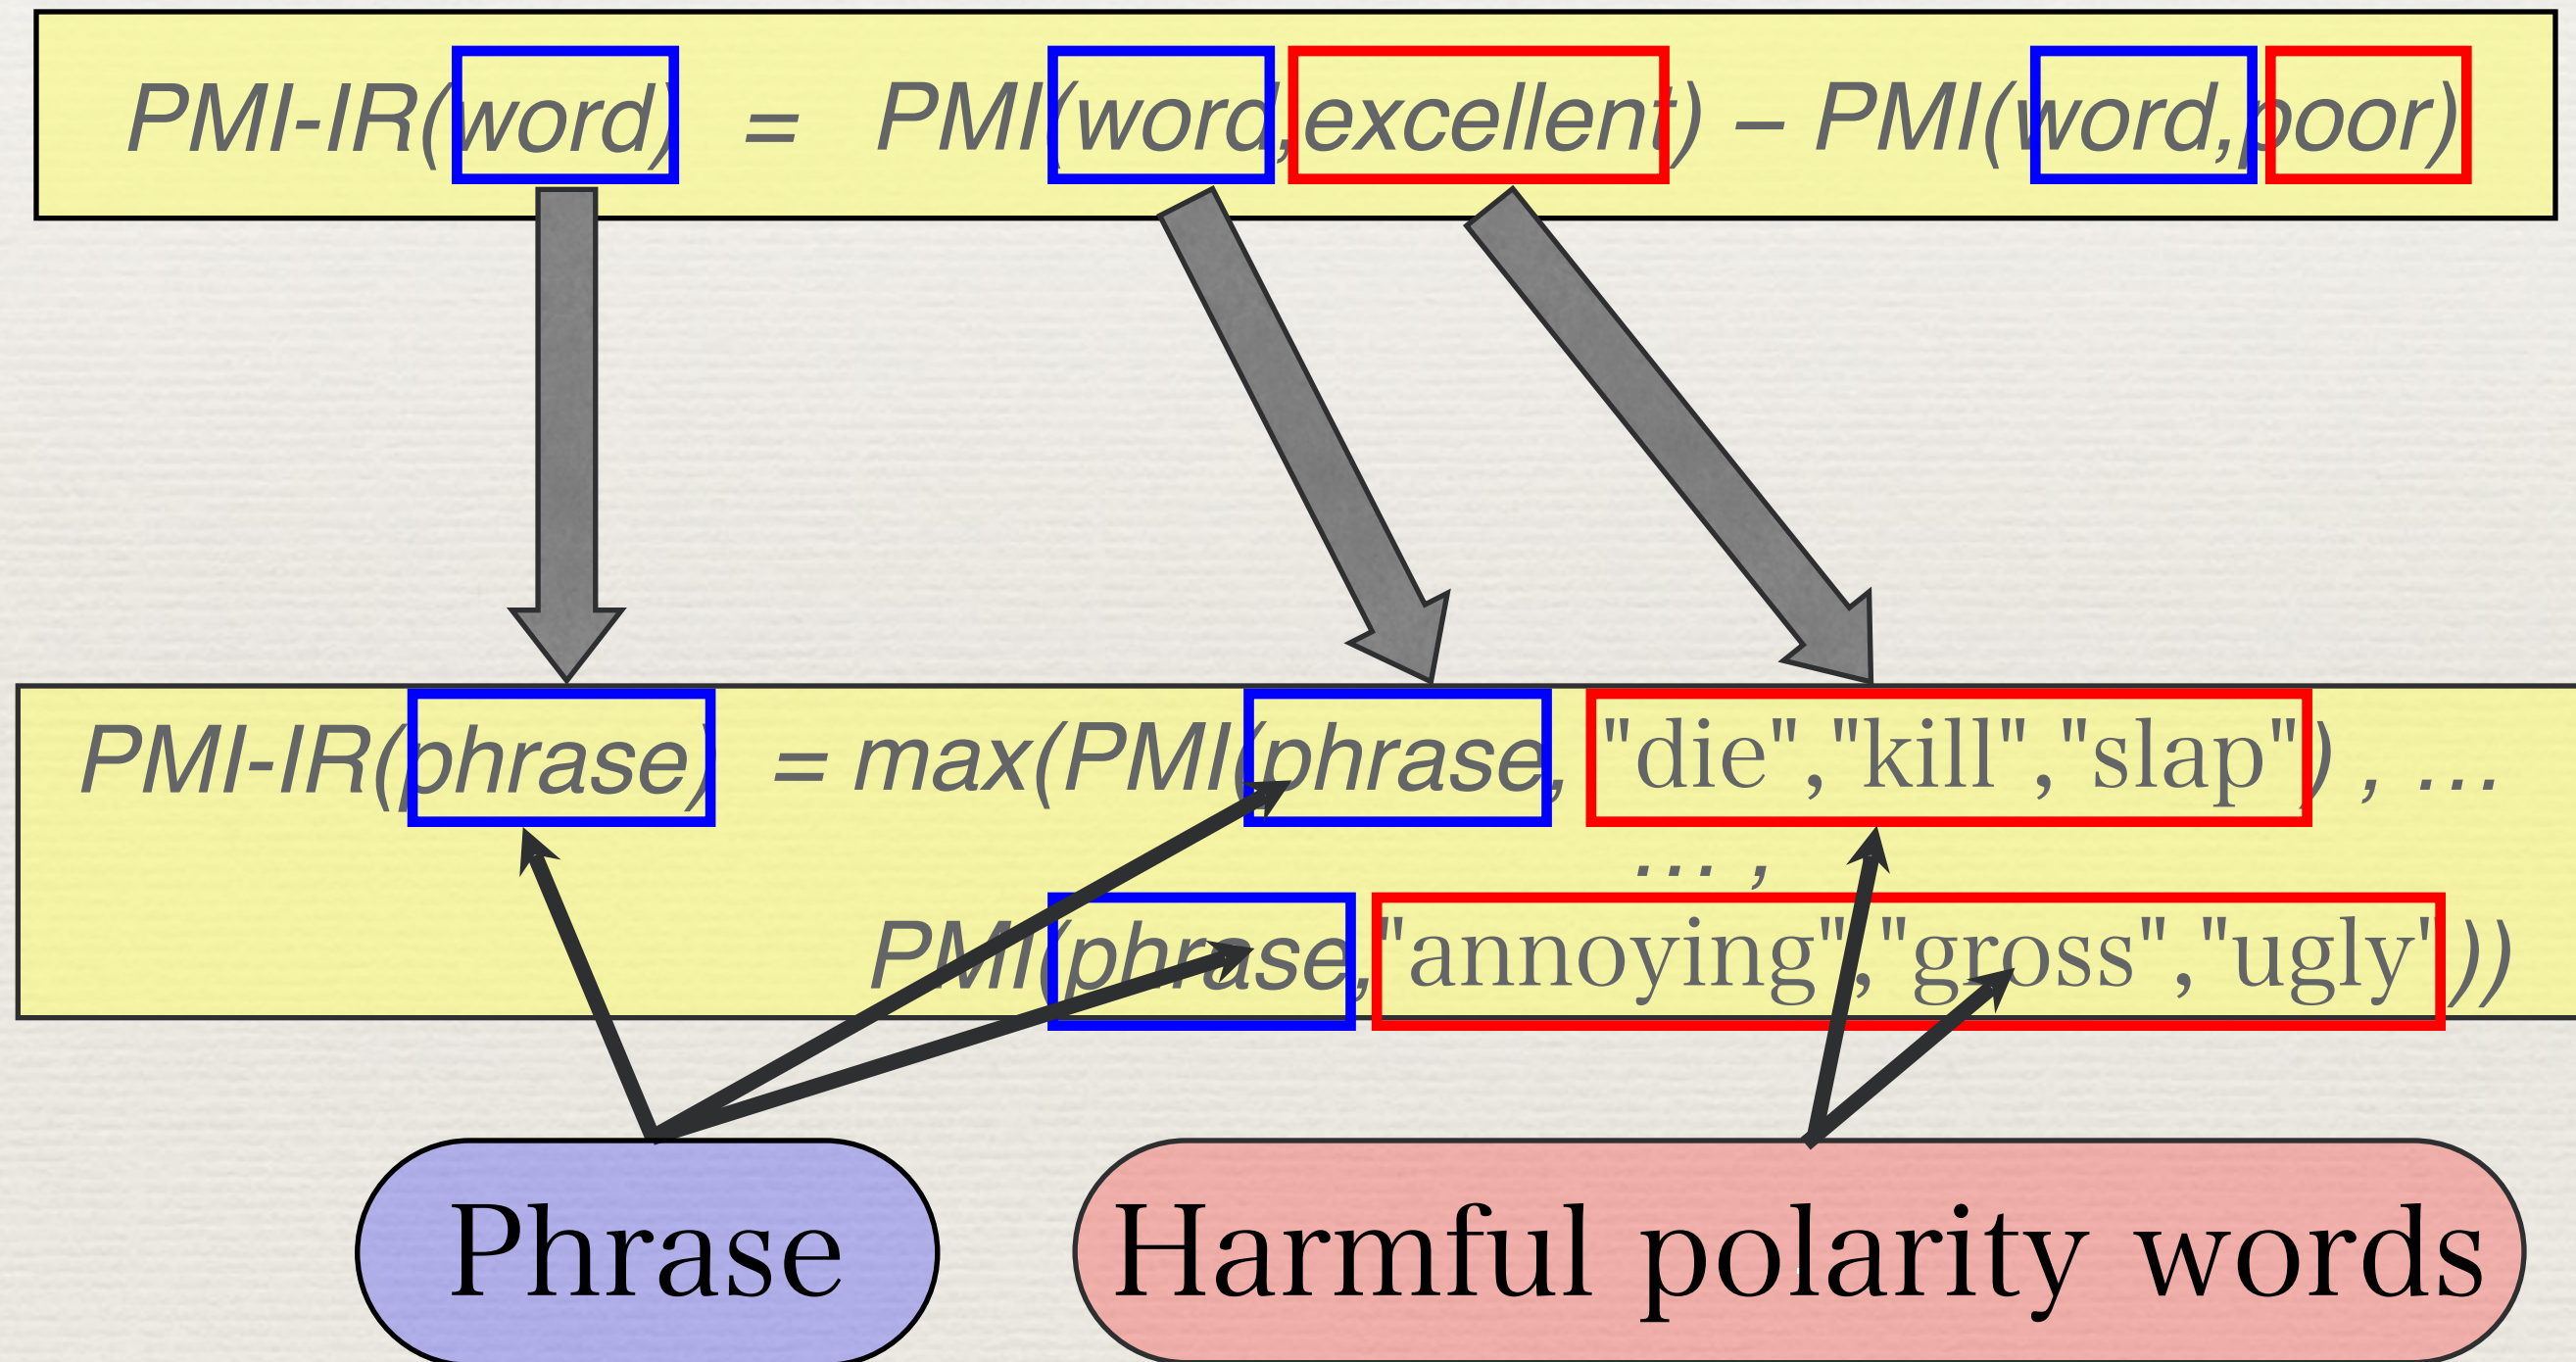 PMI-IR(word) = PMI(word,excellent) – PMI(word,poor)
PMI-IR(phrase) = max(PMI(phrase, "die","kill","slap") , …
… ,
PMI(phrase,"annoying","gross","ugly"))
Phrase
Harmful polarity words